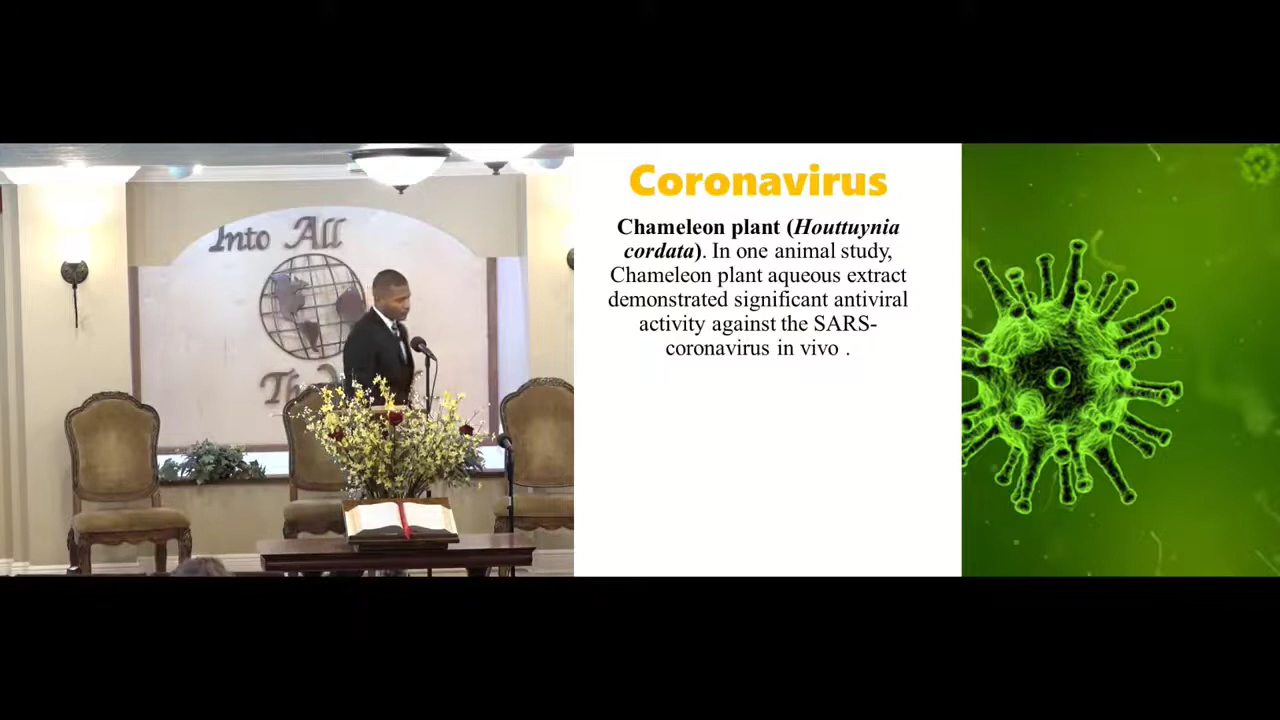 Into All
Coronavirus
Chameleon plant (Houttuynia
cordata). In one animal study,
Chameleon plant aqueous extract
demonstrated significant antiviral
activity against the SARS-
coronavirus in vivo .